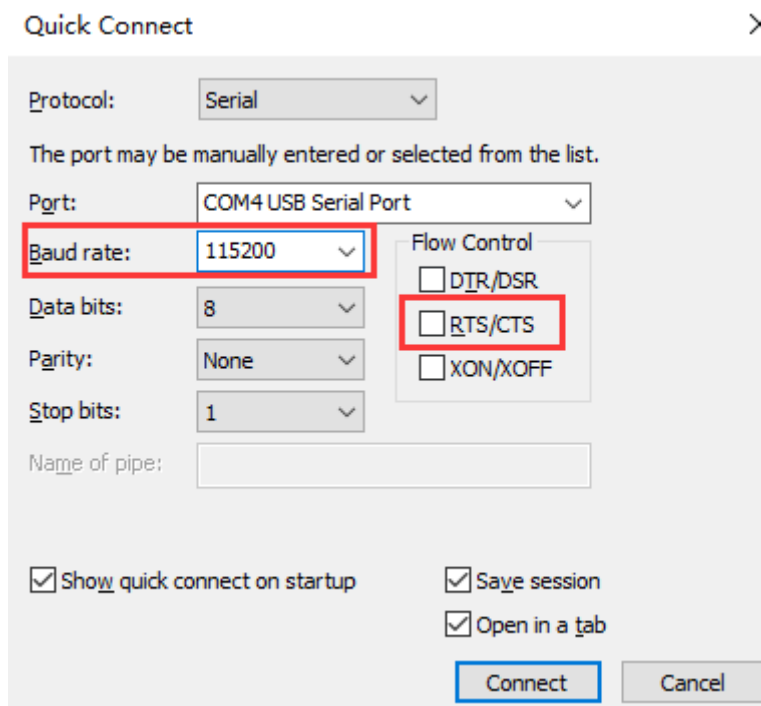 Quick Connect
Protocol: Serial
The port may be manually entered or selected from the list.
Port: COM4 USB Serial Port
Baud rate: 115200
Flow Control
DTR/DSR
Data bits: 8
RTS/CTS
Parity: None
XON/XOFF
Stop bits: 1
Name of pipe:
Show quick connect on startup
Save session
Open in a tab
Connect
Cancel